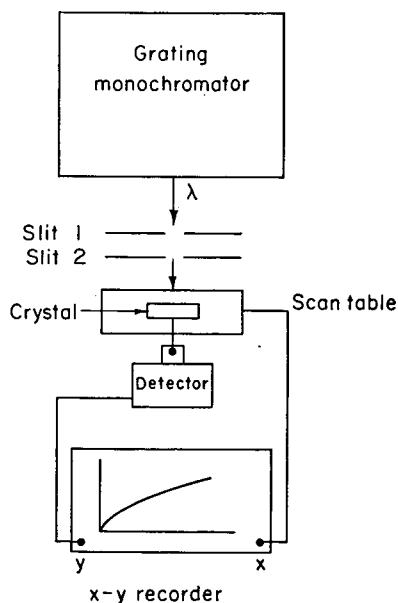 Grating
monochromator
λ
Slit 1
Slit 2
Scan table
Crystal
Detector
y
x
x-y recorder